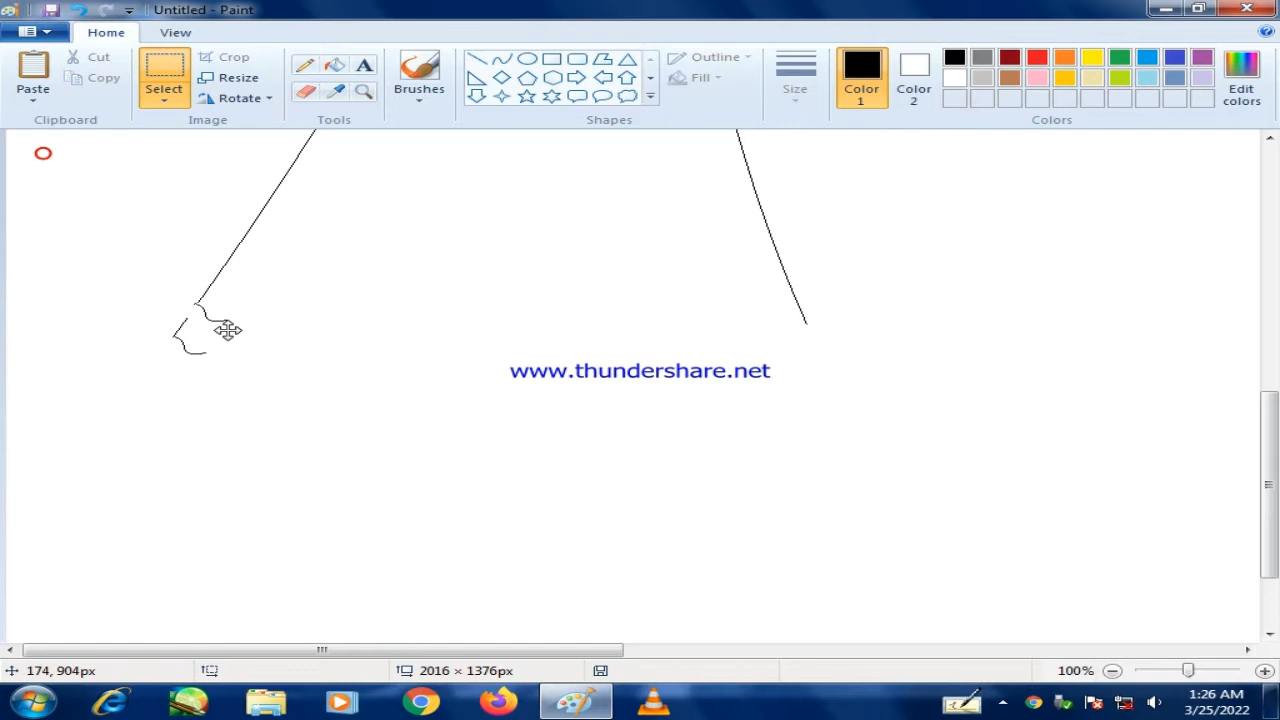 Untitled - Paint
Home
View
Paste
Cut
Copy
Clipboard
Select
Crop
Resize
Rotate
Image
A
Tools
Brushes
Shapes
Outline
Fill
Size
Color 1
Color 2
Edit colors
Colors
www.thundershare.net
174, 904px
2016 × 1376px
100%
1:26 AM
3/25/2022